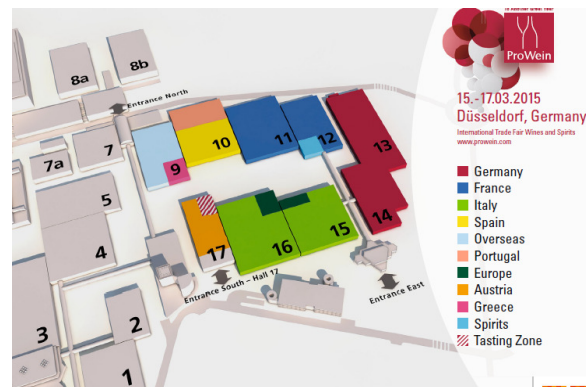 8a
8b
Entrance North
7a
7
5
4
3
2
1
9
10
11
12
13
14
15
16
17
Entrance South – Hall 17
Entrance East
ProWein
15.-17.03.2015
Düsseldorf, Germany
International Trade Fair Wines and Spirits
www.prowein.com
Germany
France
Italy
Spain
Overseas
Portugal
Europe
Austria
Greece
Spirits
Tasting Zone